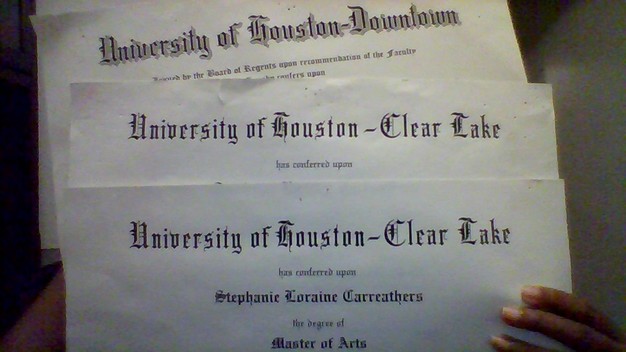 University of Houston-Downtown
by the Board of Regents upon recommendation of the Faculty
confers upon
University of Houston-Clear Lake
has conferred upon
University of Houston-Clear Lake
has conferred upon
Stephanie Loraine Carreathers
the degree of
Master of Arts